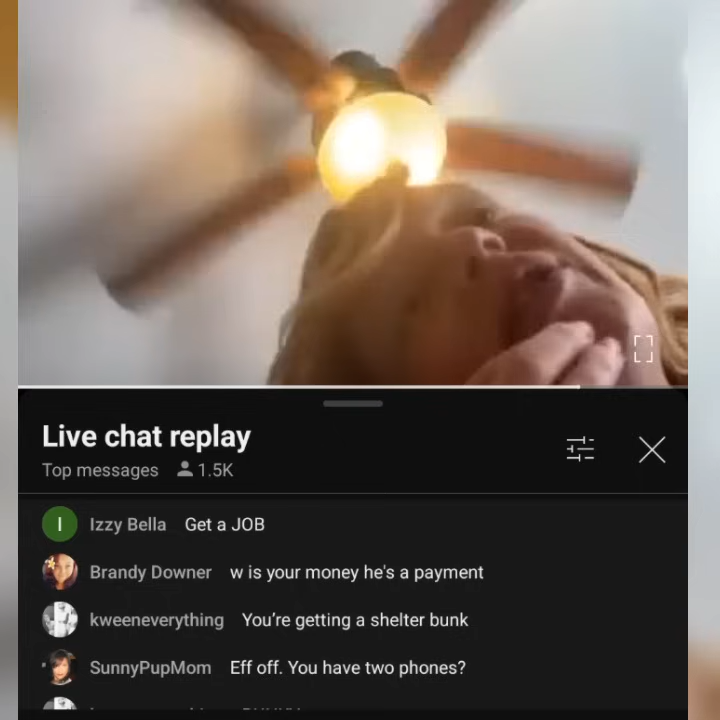 Live chat replay
Top messages 1.5K
I Izzy Bella Get a JOB
Brandy Downer w is your money he's a payment
kweeneverything You're getting a shelter bunk
SunnyPupMom Eff off. You have two phones?